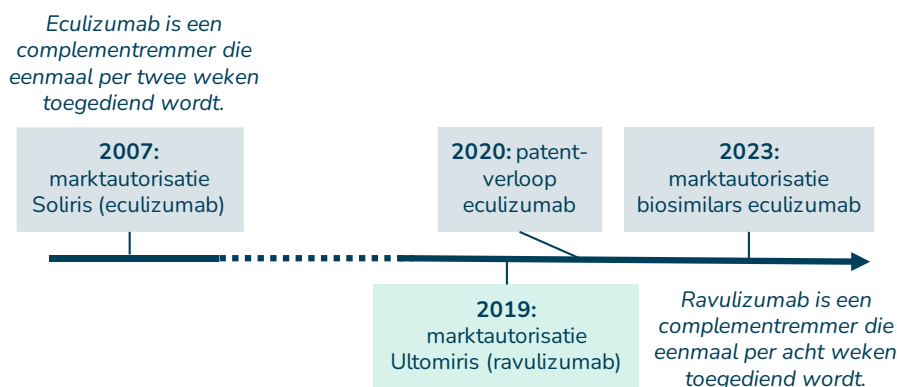 Eculizumab is een
complementremmer die
eenmaal per twee weken
toegediend wordt.
2007:
marktautorisatie
Soliris (eculizumab)
2020: patent-
verloop
eculizumab
2023:
marktautorisatie
biosimilars eculizumab
2019:
marktautorisatie
Ultomiris (ravulizumab)
Ravulizumab is een
complementremmer die
eenmaal per acht weken
toegediend wordt.